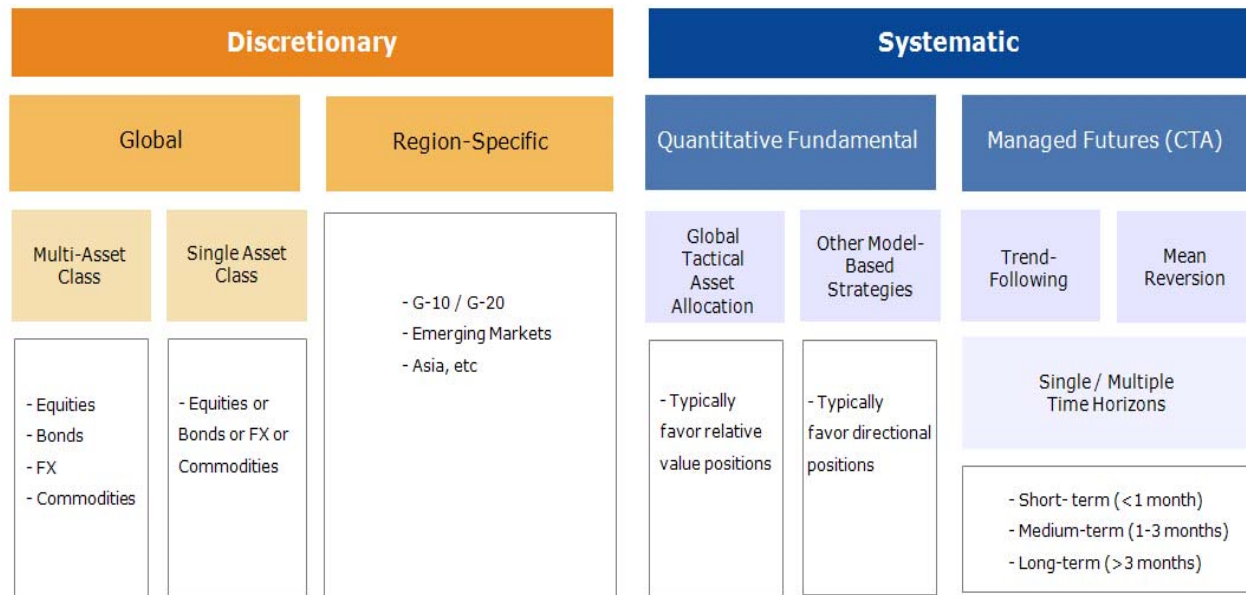 Discretionary
Systematic
Global
Region-Specific
Quantitative Fundamental
Managed Futures (CTA)
Multi-Asset
Class
Single Asset
Class
- G-10 / G-20
- Emerging Markets
- Asia, etc
Global
Tactical
Asset
Allocation
Other Model-
Based
Strategies
Trend-
Following
Mean
Reversion
- Equities
- Bonds
- FX
- Commodities
- Equities or
Bonds or FX or
Commodities
- Typically
favor relative
value positions
- Typically
favor directional
positions
Single / Multiple
Time Horizons
- Short- term (<1 month)
- Medium-term (1-3 months)
- Long-term (>3 months)